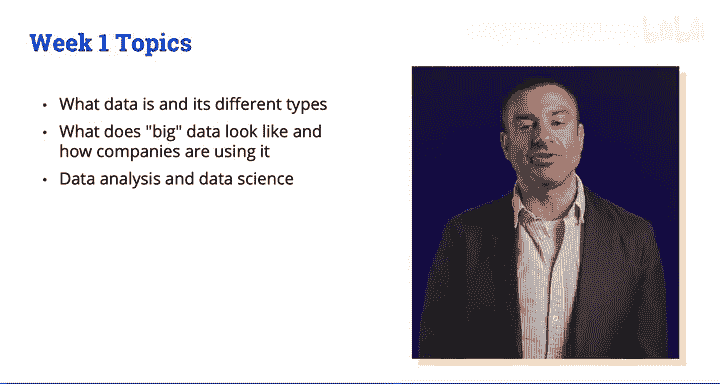 Week 1 Topics
• What data is and its different types
• What does "big" data look like and
how companies are using it
• Data analysis and data science